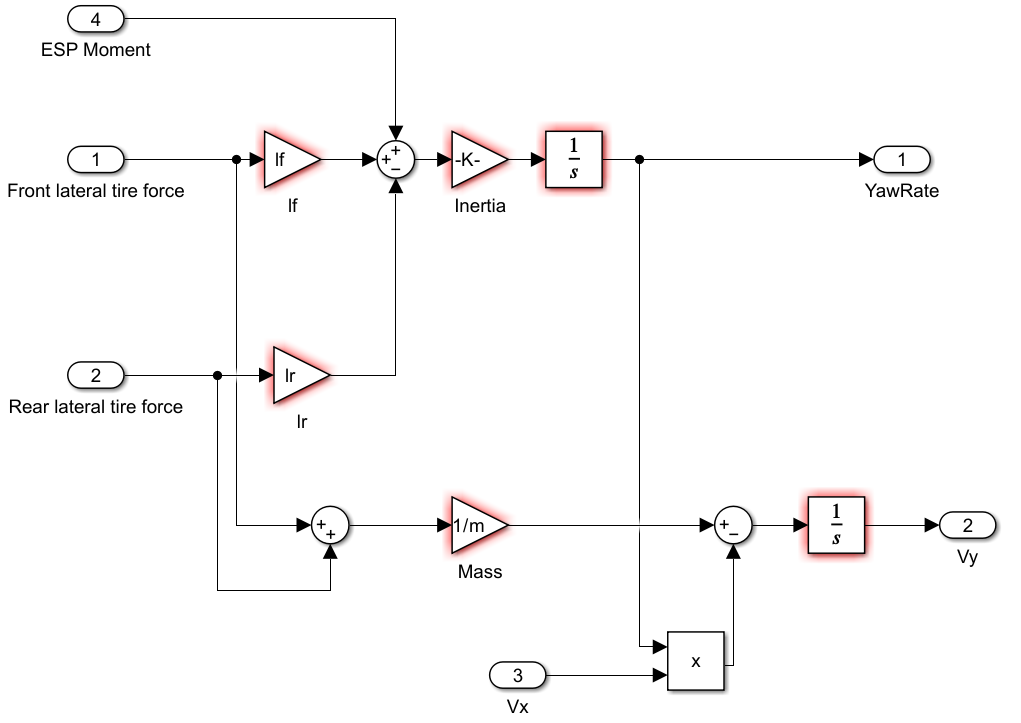 4
ESP Moment
1
Front lateral tire force
lf
lf
+
+
−
-K-
Inertia
1
s
1
YawRate
2
Rear lateral tire force
lr
lr
+
+
1/m
Mass
+
−
1
s
2
Vy
3
Vx
x